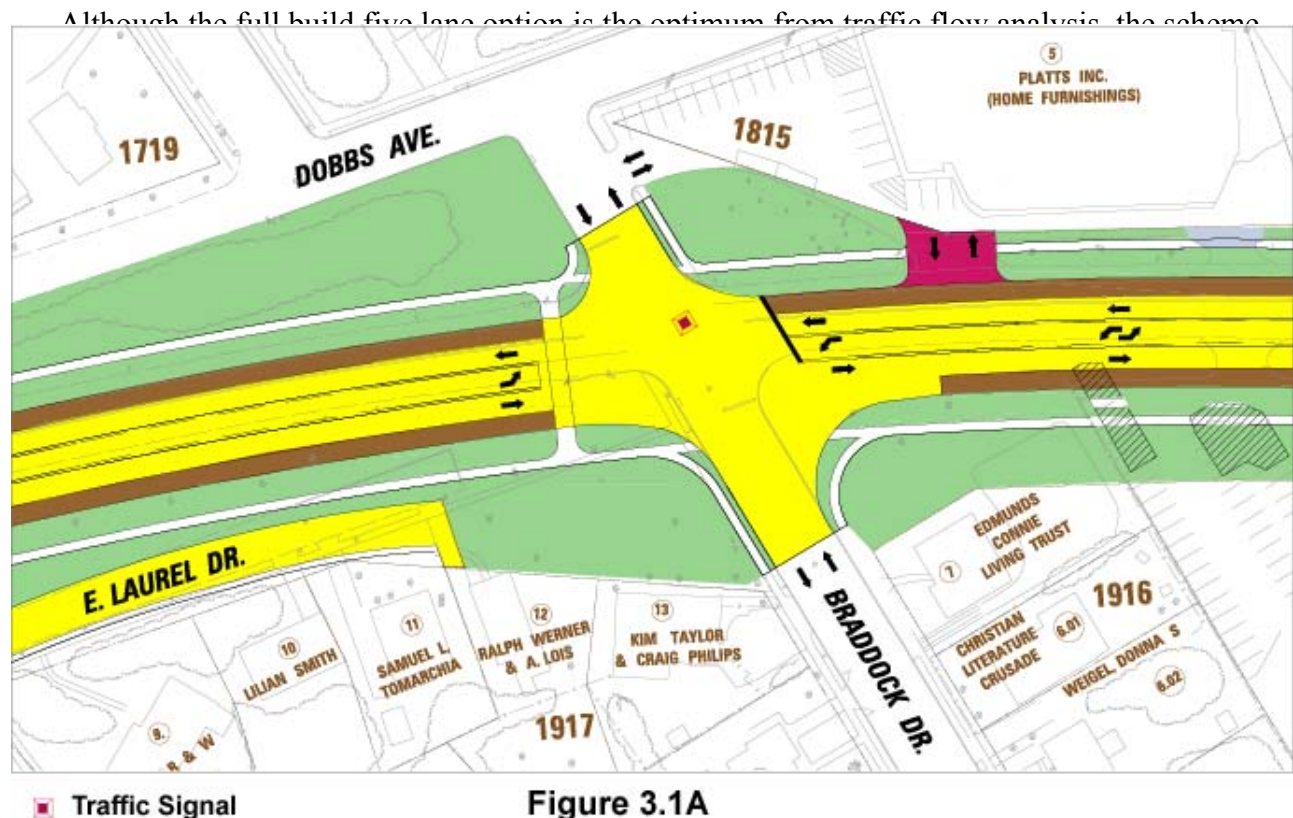 Although the full build five lane option is the optimum from traffic flow analysis, the scheme
5
PLATTS INC.
(HOME FURNISHINGS)
1719
DOBBS AVE.
1815
E. LAUREL DR.
9.
R & W
10
LILIAN SMITH
11
SAMUEL L.
TOMARCHIA
12
RALPH WERNER
& A. LOIS
13
KIM TAYLOR
& CRAIG PHILIPS
1917
BRADDOCK DR.
7
EDMUNDS
CONNIE
LIVING TRUST
1916
CHRISTIAN
LITERATURE
CRUSADE
6.01
WEIGEL DONNA S
6.02
Traffic Signal
Figure 3.1A